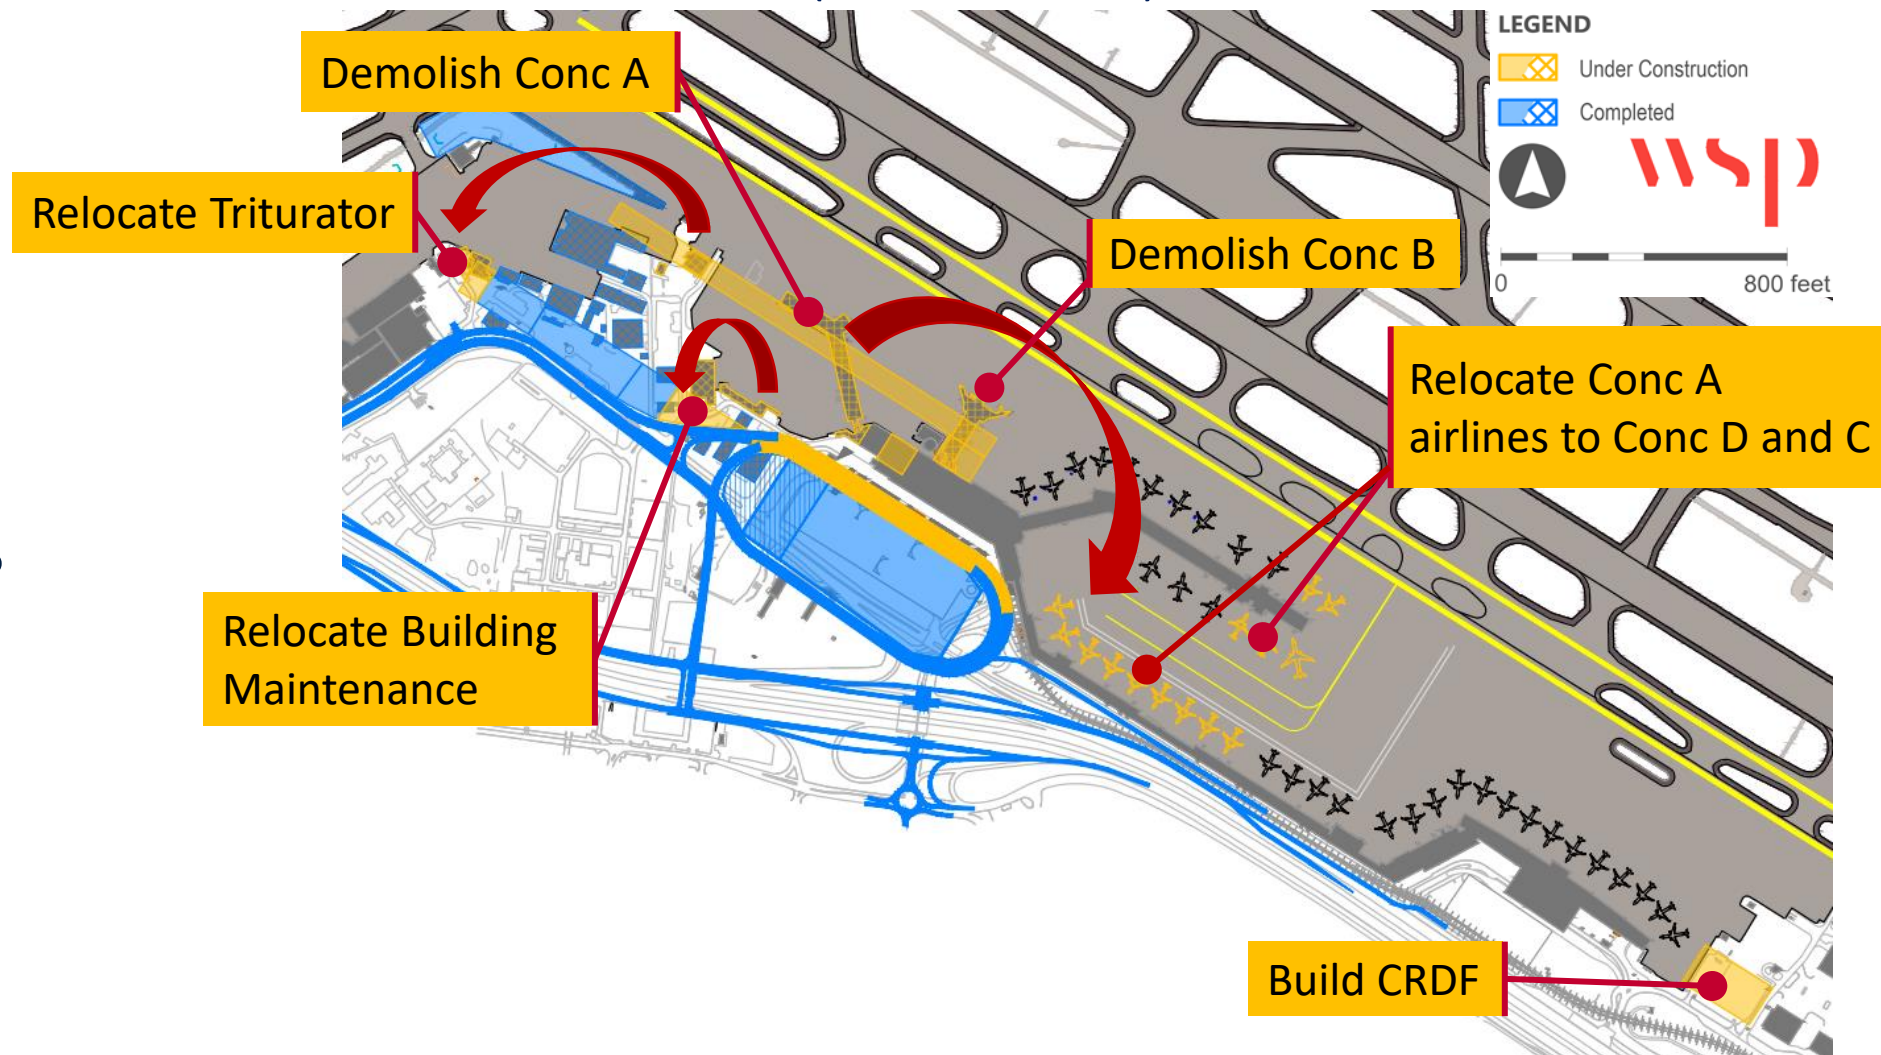 Demolish Conc A
LEGEND
Under Construction
Completed
wsp
0
800 feet
Relocate Triturator
Demolish Conc B
Relocate Conc A
airlines to Conc D and C
Relocate Building
Maintenance
Build CRDF